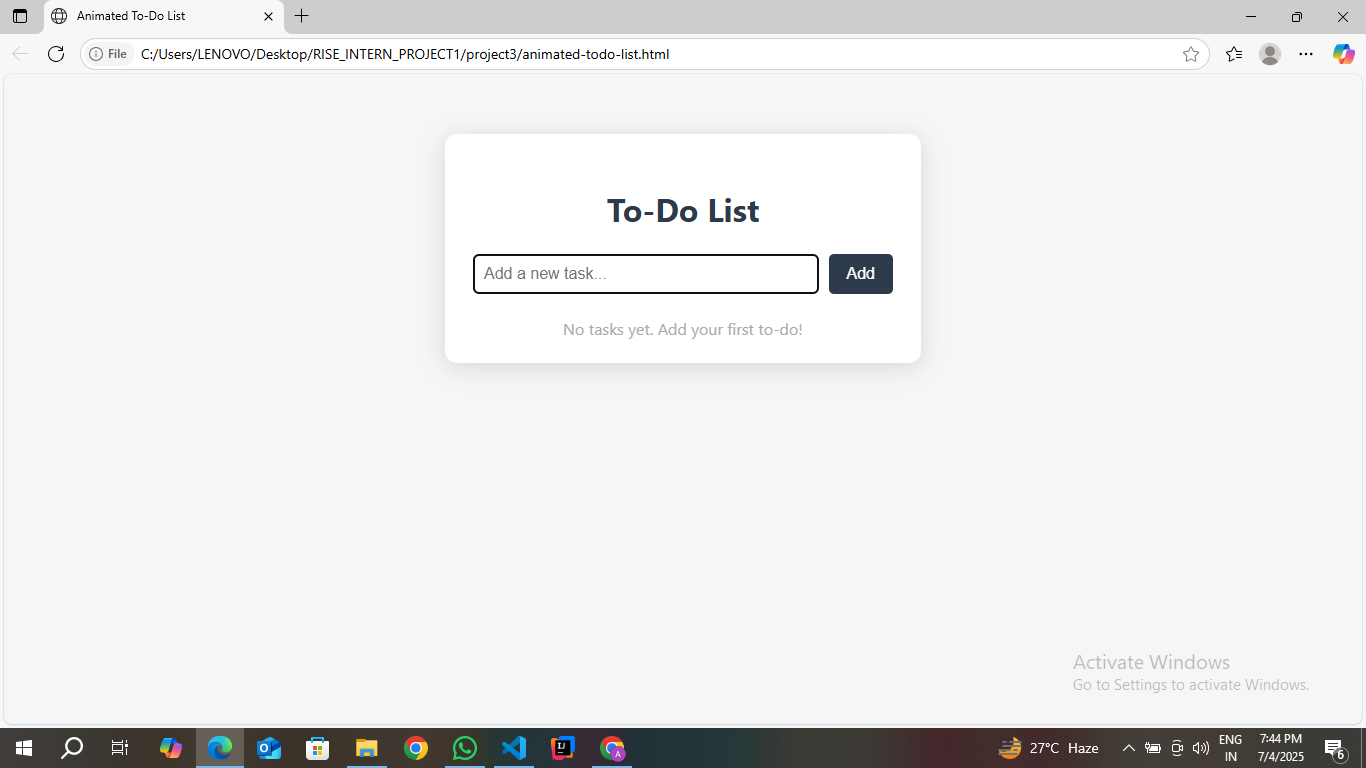 Animated To-Do List
File
C:/Users/LENOVO/Desktop/RISE_INTERN_PROJECT1/project3/animated-todo-list.html
To-Do List
Add a new task...
Add
No tasks yet. Add your first to-do!
Activate Windows
Go to Settings to activate Windows.
27°C Haze
ENG
IN
7:44 PM
7/4/2025
6